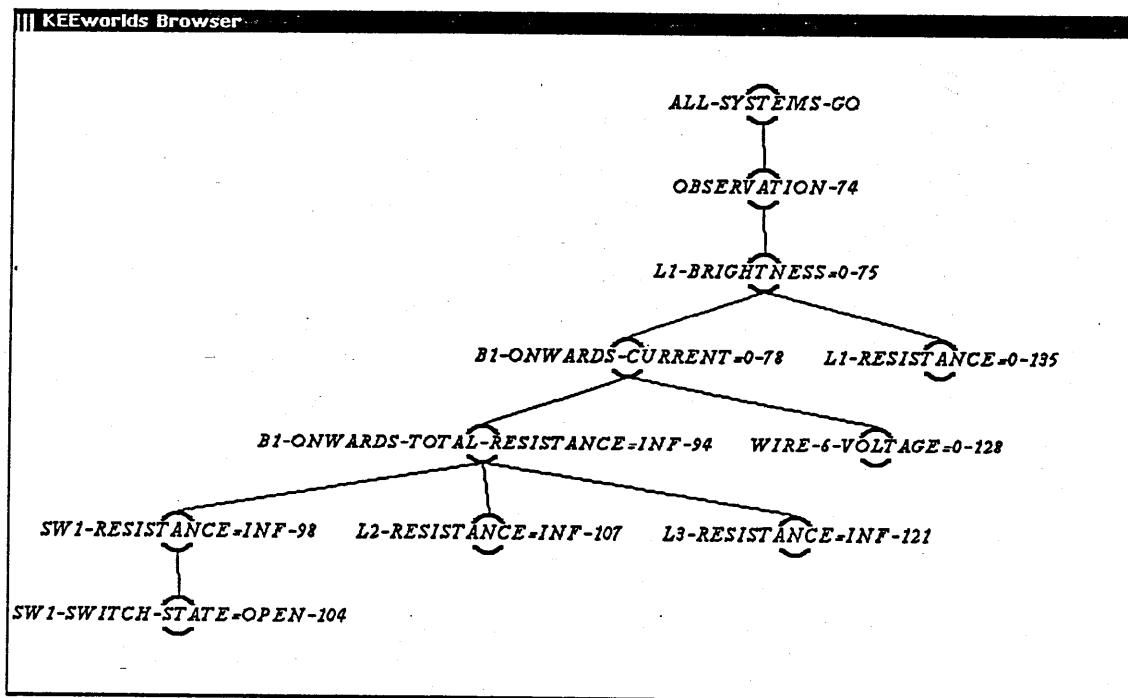 KEEworlds Browser
ALL-SYSTEMS-GO
OBSERVATION-74
L1-BRIGHTNESS=0-75
B1-ONWARDS-CURRENT=0-78 L1-RESISTANCE=0-135
B1-ONWARDS-TOTAL-RESISTANCE=INF-94 WIRE-6-VOLTAGE=0-128
SW1-RESISTANCE=INF-98 L2-RESISTANCE=INF-107 L3-RESISTANCE=INF-121
SW1-SWITCH-STATE=OPEN-104